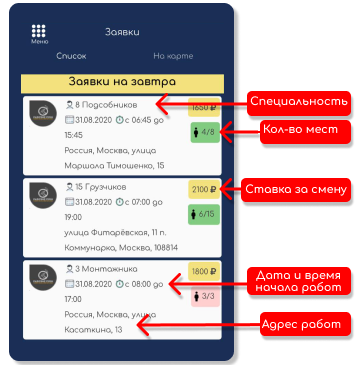 Заявки
Меню
Список На карте
Заявки на завтра
8 Подсобников 1650 ₽
Специальность
31.08.2020 с 06:45 до
15:45
4/8
Кол-во мест
Россия, Москва, улица
Маршала Тимошенко, 15
15 Грузчиков 2100 ₽
Ставка за смену
31.08.2020 с 07:00 до
19:00
6/15
улица Фитарёвская, 11 п.
Коммунарка, Москва, 108814
3 Монтажника 1800 ₽
31.08.2020 с 08:00 до
17:00
3/3
Дата и время
начала работ
Россия, Москва, улица
Касаткина, 13
Адрес работ